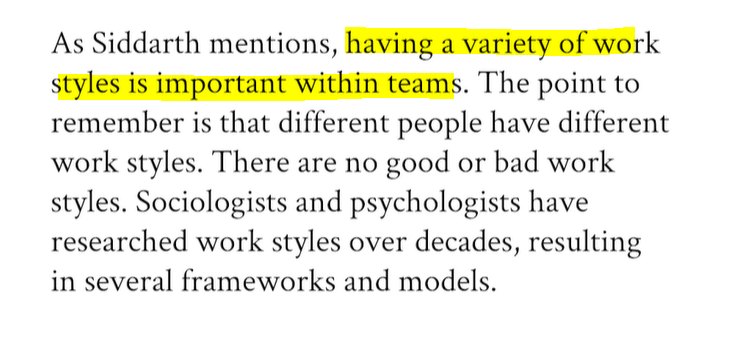 As Siddarth mentions, having a variety of work
styles is important within teams. The point to
remember is that different people have different
work styles. There are no good or bad work
styles. Sociologists and psychologists have
researched work styles over decades, resulting
in several frameworks and models.